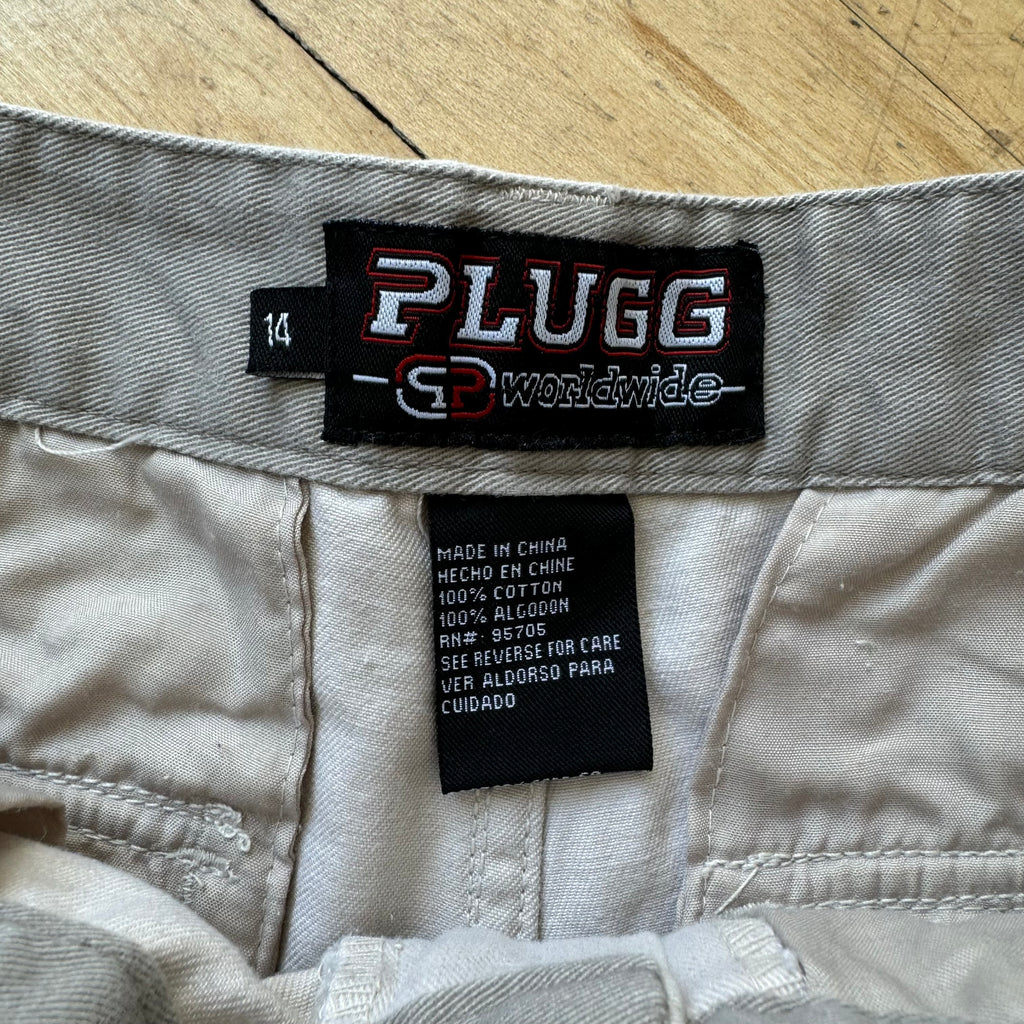 14
PLUGG
PP worldwide
MADE IN CHINA
HECHO EN CHINE
100% COTTON
100% ALGODON
RN#: 95705
SEE REVERSE FOR CARE
VER ALDORSO PARA
CUIDADO